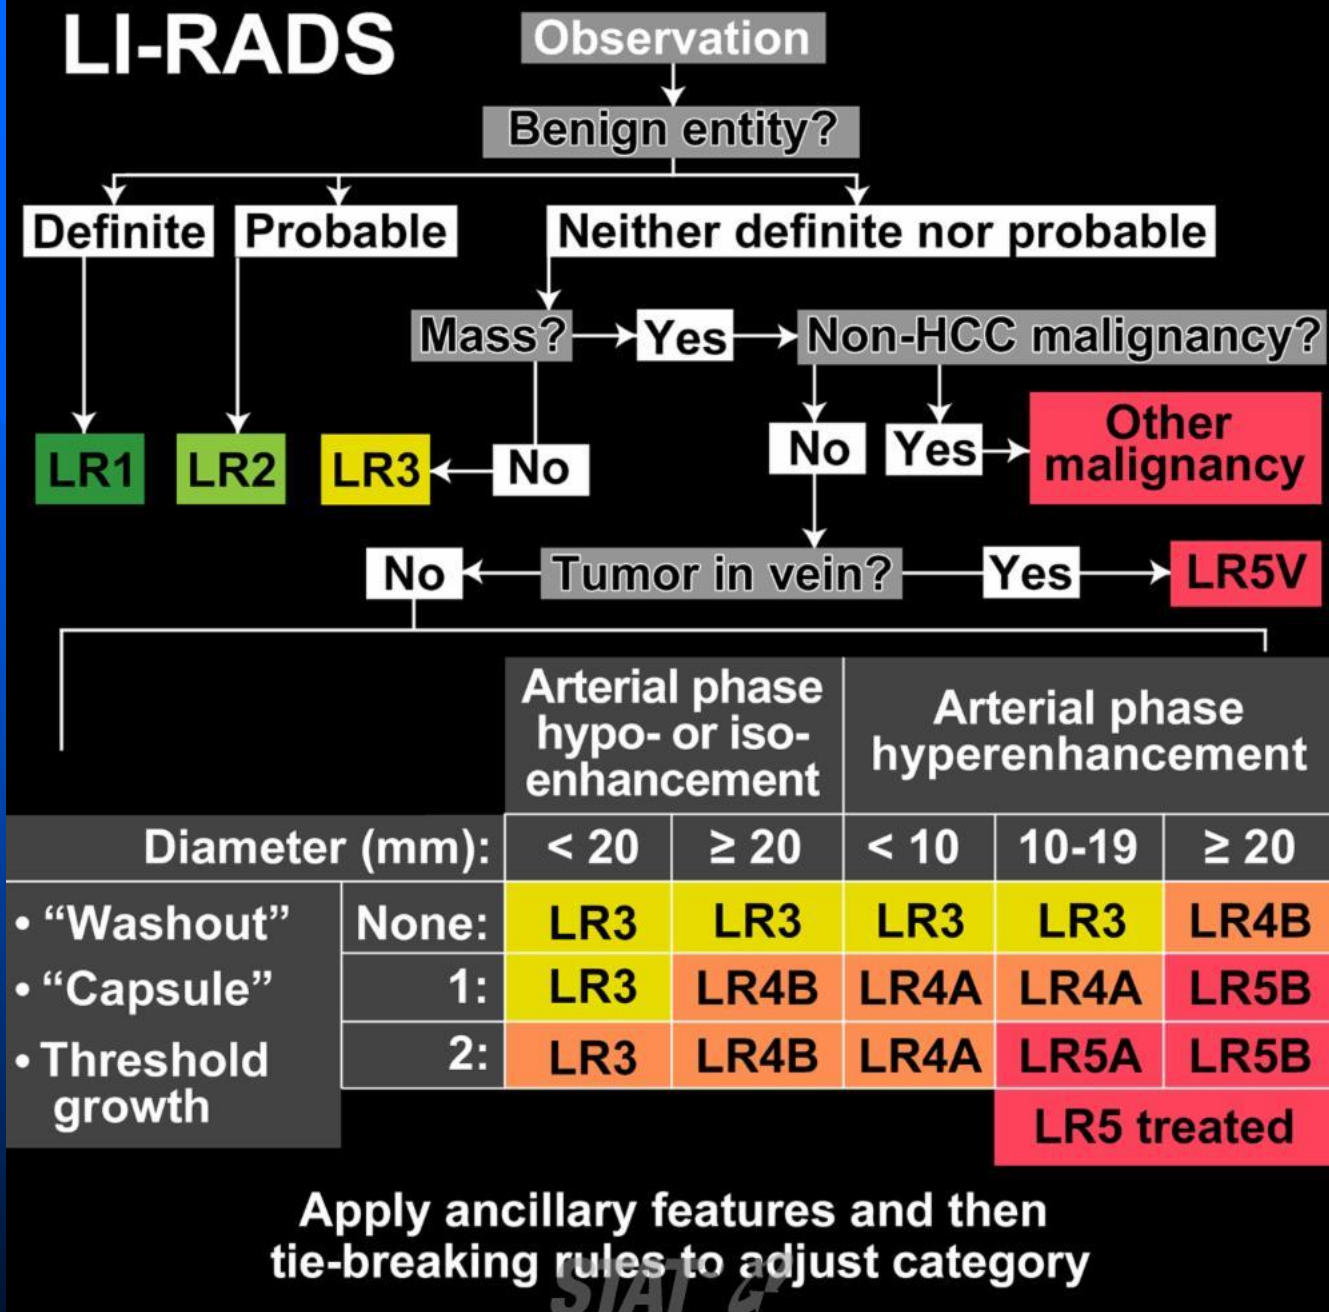 LI-RADS
Observation
Benign entity?
Definite
Probable
Neither definite nor probable
Mass?
Yes
Non-HCC malignancy?
LR1
LR2
LR3
No
No
Yes
Other
malignancy
No
Tumor in vein?
Yes
LR5V
Arterial phase
hypo- or iso-
enhancement
Arterial phase
hyperenhancement
Diameter (mm): < 20 ≥ 20 < 10 10-19 ≥ 20
• “Washout”
• “Capsule”
• Threshold
growth
None: LR3 LR3 LR3 LR3 LR4B
1: LR3 LR4B LR4A LR4A LR5B
2: LR3 LR4B LR4A LR5A LR5B
LR5 treated
Apply ancillary features and then
tie-breaking rules to adjust category
STAT